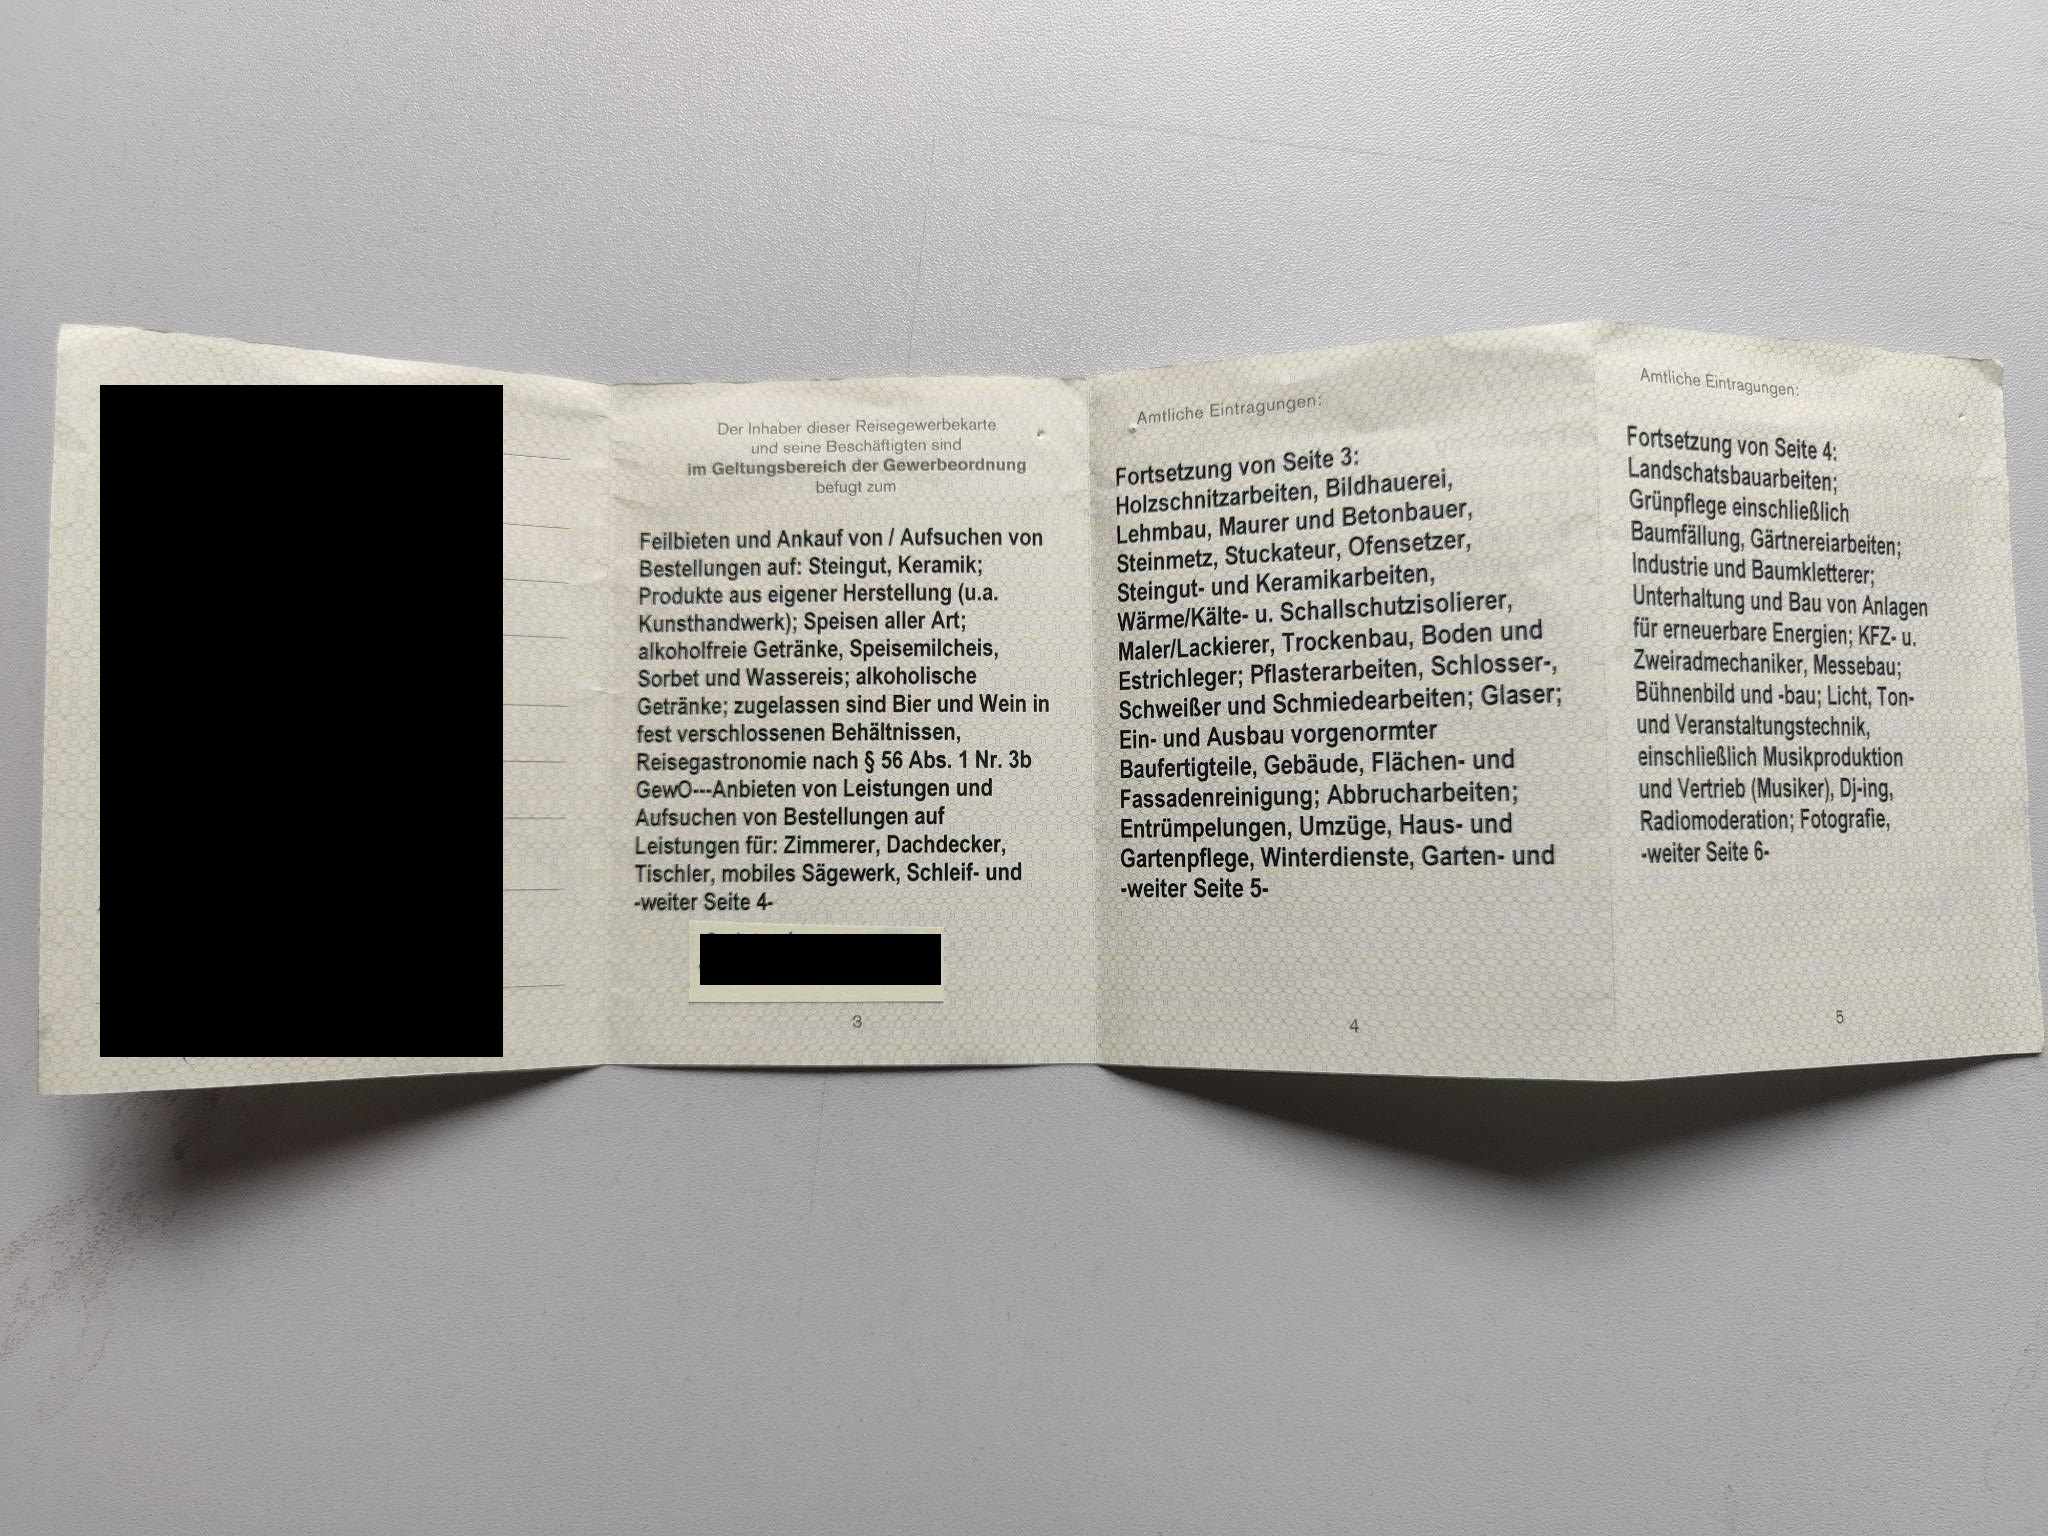 Der Inhaber dieser Reisegewerbekarte
und seine Beschäftigten sind
im Geltungsbereich der Gewerbeordnung
befugt zum
Feilbieten und Ankauf von / Aufsuchen von
Bestellungen auf: Steingut, Keramik;
Produkte aus eigener Herstellung (u.a.
Kunsthandwerk); Speisen aller Art;
alkoholfreie Getränke, Speisemilcheis,
Sorbet und Wassereis; alkoholische
Getränke; zugelassen sind Bier und Wein in
fest verschlossenen Behältnissen,
Reisegastronomie nach § 56 Abs. 1 Nr. 3b
GewO---Anbieten von Leistungen und
Aufsuchen von Bestellungen auf
Leistungen für: Zimmerer, Dachdecker,
Tischler, mobiles Sägewerk, Schleif- und
-weiter Seite 4-
3
Amtliche Eintragungen:
Fortsetzung von Seite 3:
Holzschnitzarbeiten, Bildhauerei,
Lehmbau, Maurer und Betonbauer,
Steinmetz, Stuckateur, Ofensetzer,
Steingut- und Keramikarbeiten,
Wärme/Kälte- u. Schallschutzisolierer,
Maler/Lackierer, Trockenbau, Boden und
Estrichleger; Pflasterarbeiten, Schlosser-,
Schweißer und Schmiedearbeiten; Glaser;
Ein- und Ausbau vorgenormter
Baufertigteile, Gebäude, Flächen- und
Fassadenreinigung; Abbrucharbeiten;
Entrümpelungen, Umzüge, Haus- und
Gartenpflege, Winterdienste, Garten- und
-weiter Seite 5-
4
Amtliche Eintragungen:
Fortsetzung von Seite 4:
Landschatsbauarbeiten;
Grünpflege einschließlich
Baumfällung, Gärtnereiarbeiten;
Industrie und Baumkletterer;
Unterhaltung und Bau von Anlagen
für erneuerbare Energien; KFZ- u.
Zweiradmechaniker, Messebau;
Bühnenbild und -bau; Licht, Ton-
und Veranstaltungstechnik,
einschließlich Musikproduktion
und Vertrieb (Musiker), Dj-ing,
Radiomoderation; Fotografie,
-weiter Seite 6-
5